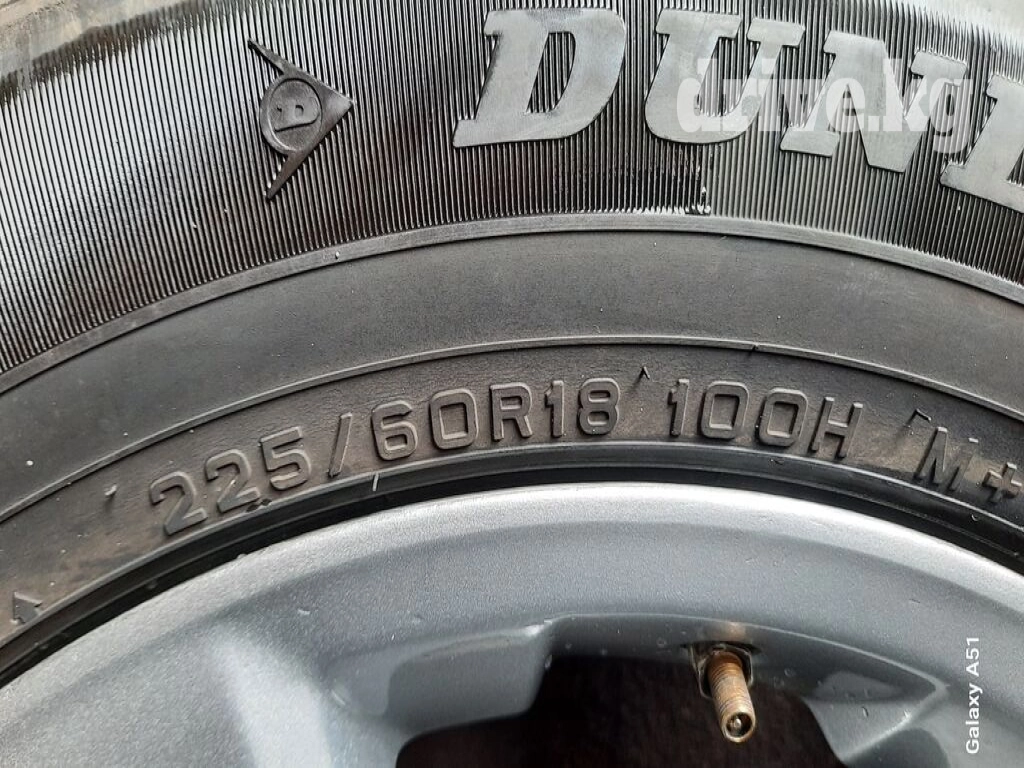 D DUNL
drive.kg
225/60R18 100H M+
Galaxy A51